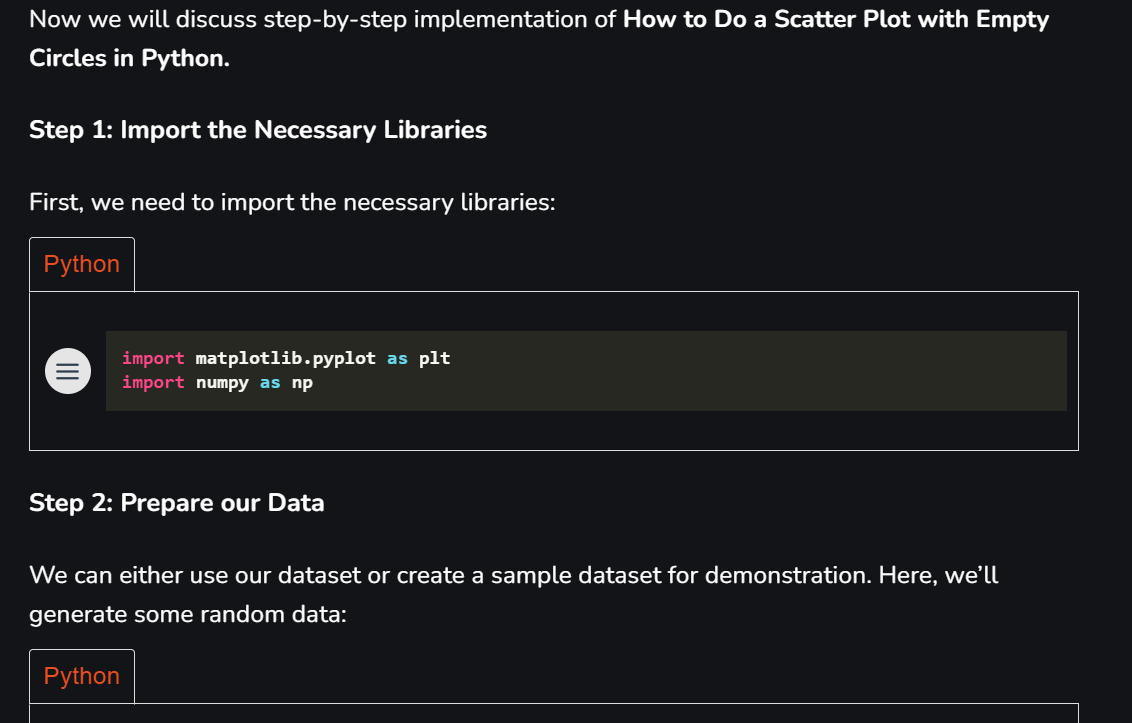 Now we will discuss step-by-step implementation of How to Do a Scatter Plot with Empty
Circles in Python.
Step 1: Import the Necessary Libraries
First, we need to import the necessary libraries:
Python
import matplotlib.pyplot as plt
import numpy as np
Step 2: Prepare our Data
We can either use our dataset or create a sample dataset for demonstration. Here, we’ll
generate some random data:
Python